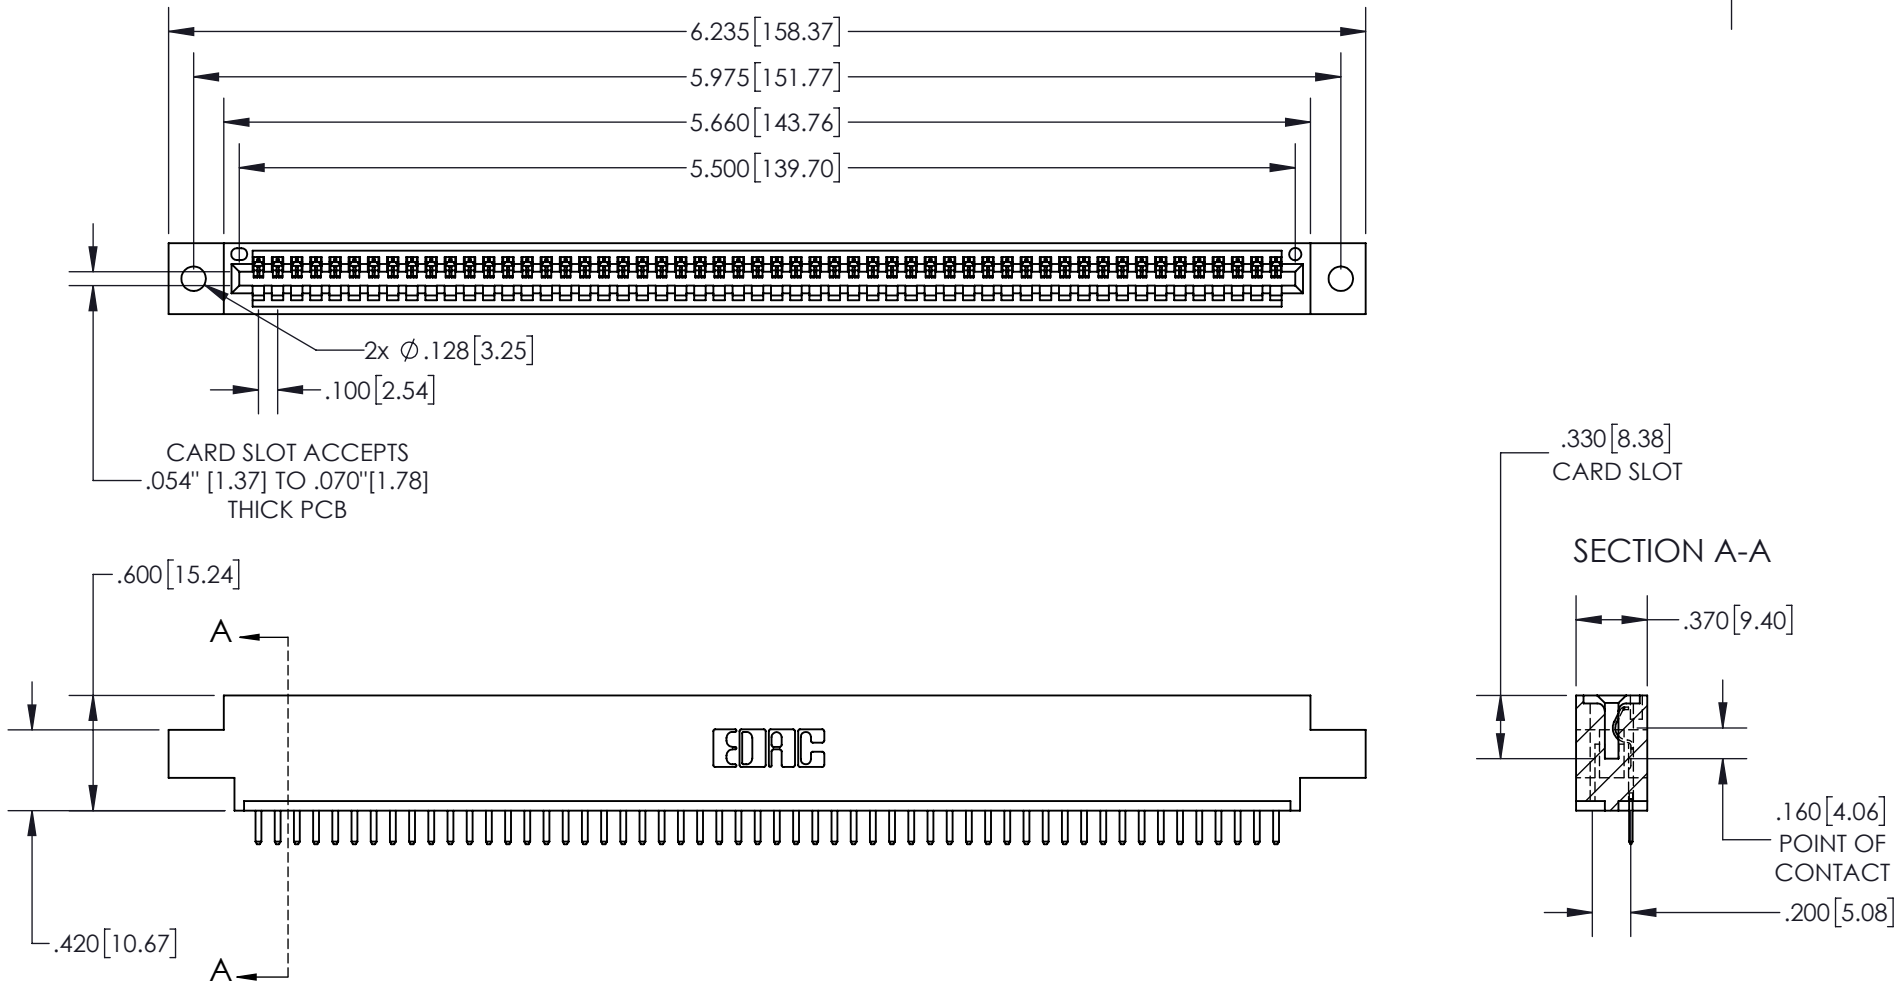 6.235[158.37]
5.975[151.77]
5.660[143.76]
5.500[139.70]
2x Ø.128[3.25]
.100[2.54]
CARD SLOT ACCEPTS
.054" [1.37] TO .070"[1.78]
THICK PCB
.330[8.38]
CARD SLOT
SECTION A-A
.600[15.24]
.370[9.40]
A
EDAC
.160[4.06]
POINT OF
CONTACT
.200[5.08]
.420[10.67]
A